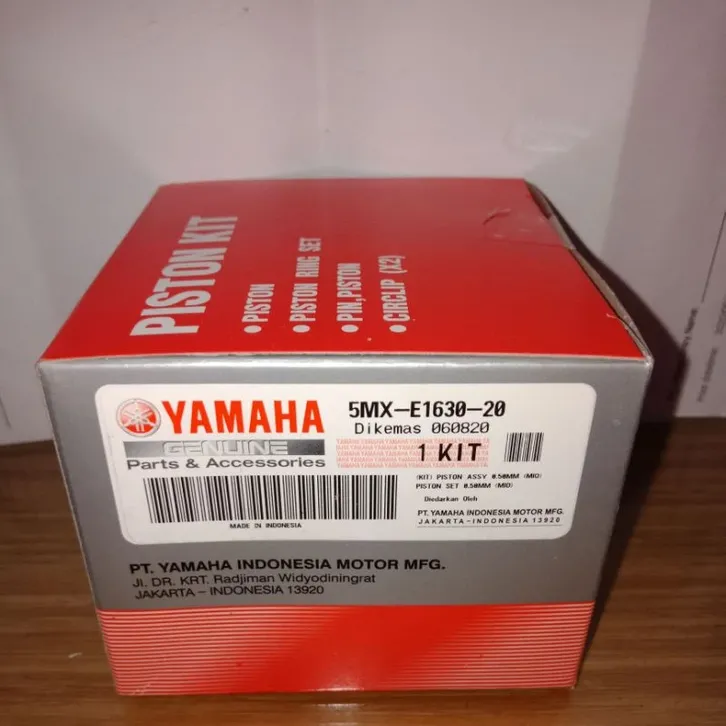 PISTON KIT
• PISTON
• PISTON RING SET
• PIN,PISTON
• CIRCLIP (X2)
YAMAHA
GENUINE
Parts & Accessories
MADE IN INDONESIA
5MX-E1630-20
Dikemas 060820
1 KIT
(KIT) PISTON ASSY 0.50MM (MIO)
PISTON SET 0.50MM (MIO)
Diedarkan Oleh
PT. YAMAHA INDONESIA MOTOR MFG.
JAKARTA-INDONESIA 13920
PT. YAMAHA INDONESIA MOTOR MFG.
Jl. DR. KRT. Radjiman Widyodiningrat
JAKARTA – INDONESIA 13920